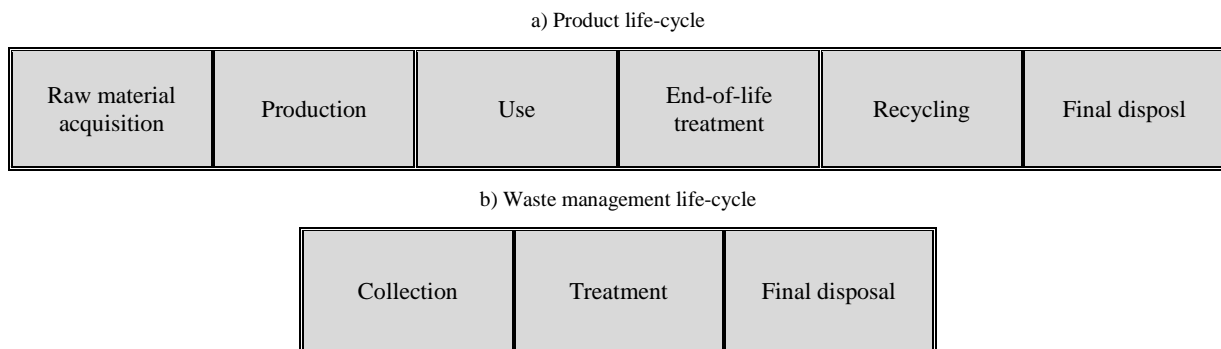 a) Product life-cycle
Raw material
acquisition
Production
Use
End-of-life
treatment
Recycling
Final disposl
b) Waste management life-cycle
Collection
Treatment
Final disposal